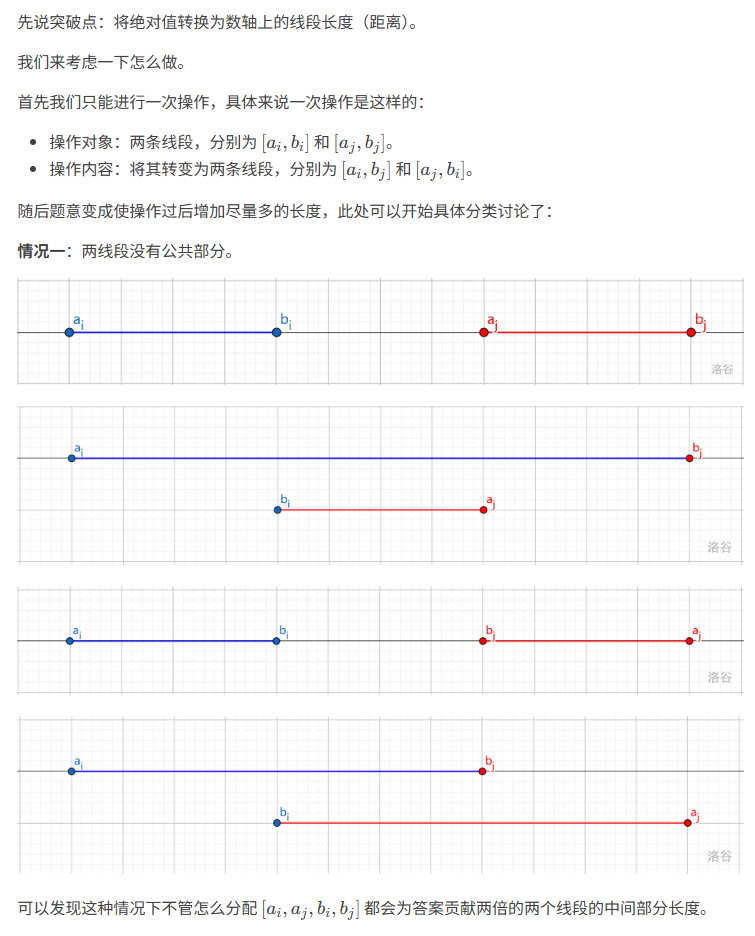 先说突破点：将绝对值转换为数轴上的线段长度（距离）。
我们来考虑一下怎么做。
首先我们只能进行一次操作，具体来说一次操作是这样的：
• 操作对象：两条线段，分别为 [a_i, b_i] 和 [a_j, b_j]。
• 操作内容：将其转变为两条线段，分别为 [a_i, b_j] 和 [a_j, b_i]。
随后题意变成使操作过后增加尽量多的长度，此处可以开始具体分类讨论了：
情况一：两线段没有公共部分。
a_i b_i a_j b_j
洛谷
a_i b_j
b_i a_j
洛谷
a_i b_i b_j a_j
洛谷
a_i b_j
b_i a_j
洛谷
可以发现这种情况下不管怎么分配 [a_i, a_j, b_i, b_j] 都会为答案贡献两倍的两个线段的中间部分长度。